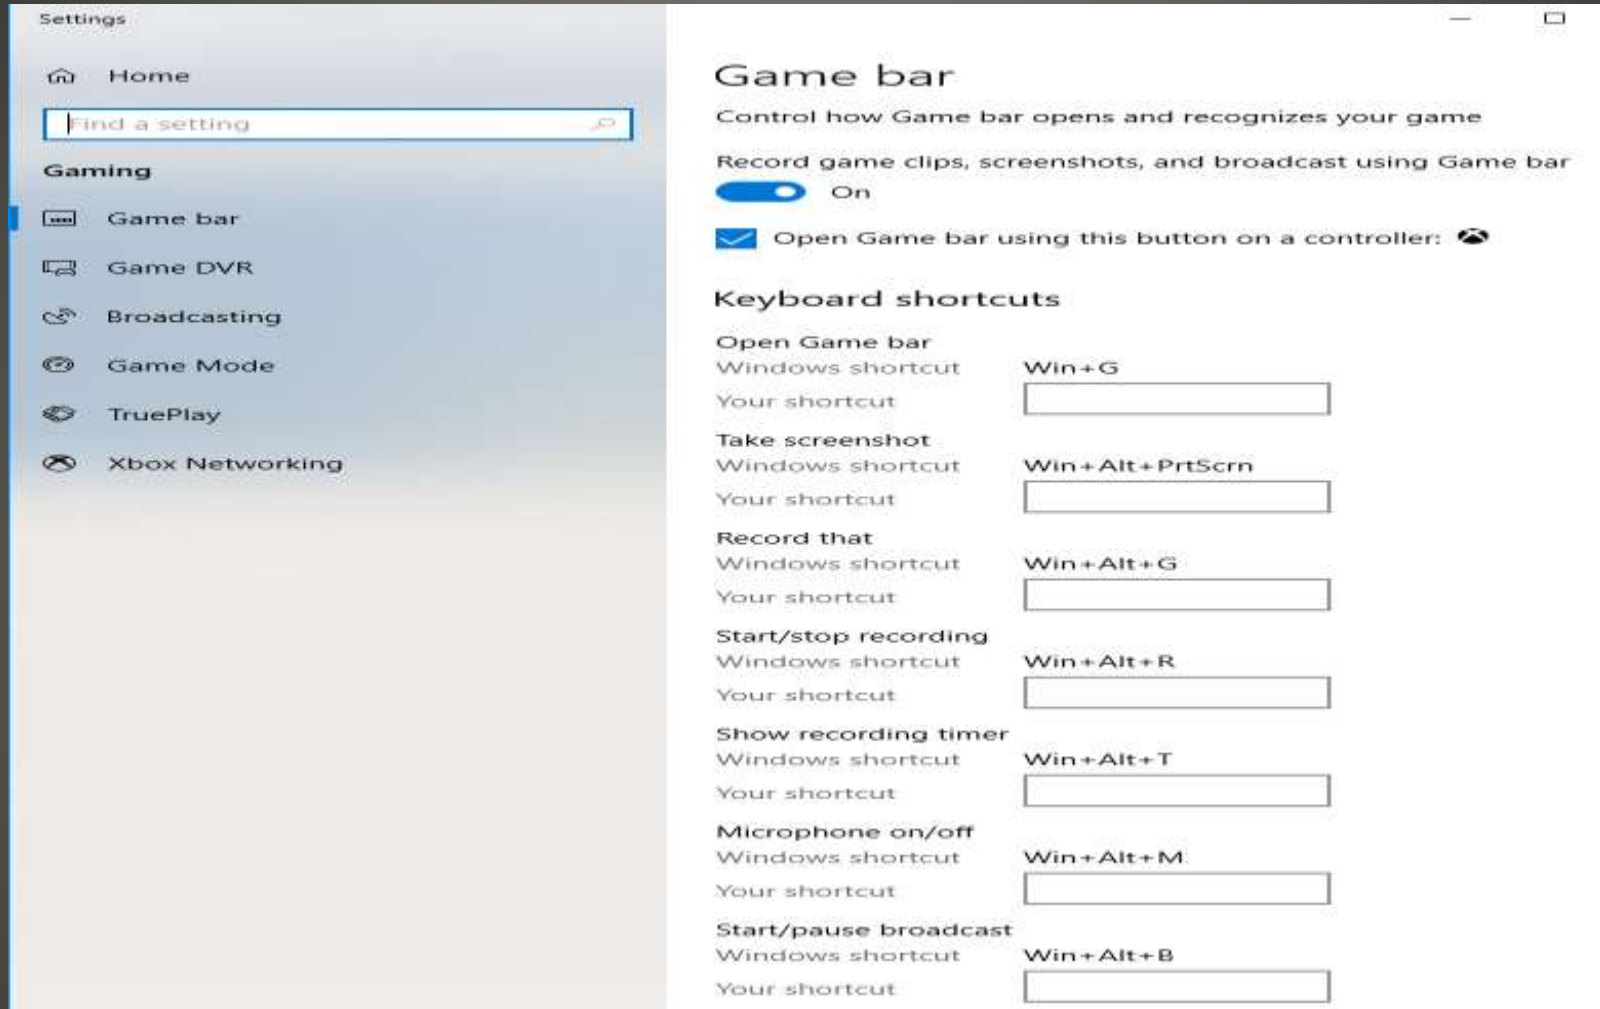 Settings
Home
Find a setting
Gaming
Game bar
Game DVR
Broadcasting
Game Mode
TruePlay
Xbox Networking
Game bar
Control how Game bar opens and recognizes your game
Record game clips, screenshots, and broadcast using Game bar
On
Open Game bar using this button on a controller:
Keyboard shortcuts
Open Game bar
Windows shortcut Win+G
Your shortcut
Take screenshot
Windows shortcut Win+Alt+PrtScrn
Your shortcut
Record that
Windows shortcut Win+Alt+G
Your shortcut
Start/stop recording
Windows shortcut Win+Alt+R
Your shortcut
Show recording timer
Windows shortcut Win+Alt+T
Your shortcut
Microphone on/off
Windows shortcut Win+Alt+M
Your shortcut
Start/pause broadcast
Windows shortcut Win+Alt+B
Your shortcut